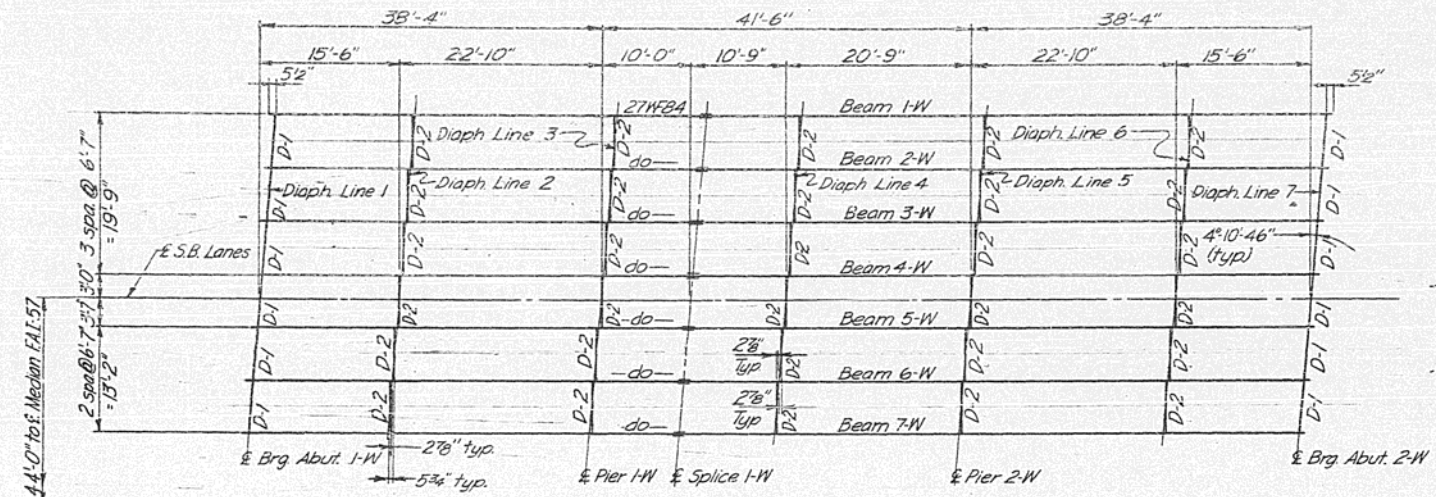 38'-4" 41'-6" 38'-4"
15'-6" 22'-10" 10'-0" 10'-9" 20'-9" 22'-10" 15'-6"
5½" 5½"
27WF84 Beam 1-W
D-1 D-2 Diaph. Line 3 D-2 D-2 D-2 Diaph. Line 6 D-2 D-1
do Beam 2-W
Diaph. Line 1 Diaph. Line 2 Diaph. Line 4 Diaph. Line 5 Diaph. Line 7
D-1 D-2 D-2 D-2 D-2 D-2 D-1
do Beam 3-W
3 spa. @ 6'-7"
= 19'-9"
D-1 D-2 D-2 D-2 D-2 D-2 D-1
4°-10'-46"
(typ.)
℄ S.B. Lanes
do Beam 4-W
3'-0"
3'-7"
D-1 D-2 D-2 D-2 D-2 D-2 D-1
do Beam 5-W
2 spa @ 6'-7"
= 13'-2"
D-1 D-2 D-2 2⅞" Typ. D-2 D-2 D-2 D-1
do Beam 6-W
D-1 D-2 D-2 2⅞" Typ D-2 D-2 D-2 D-1
do Beam 7-W
44'-0" to ℄ Median F.A.I. 57
2⅞" typ.
5¾" typ.
℄ Brg. Abut. 1-W ℄ Pier 1-W ℄ Splice 1-W ℄ Pier 2-W ℄ Brg. Abut. 2-W